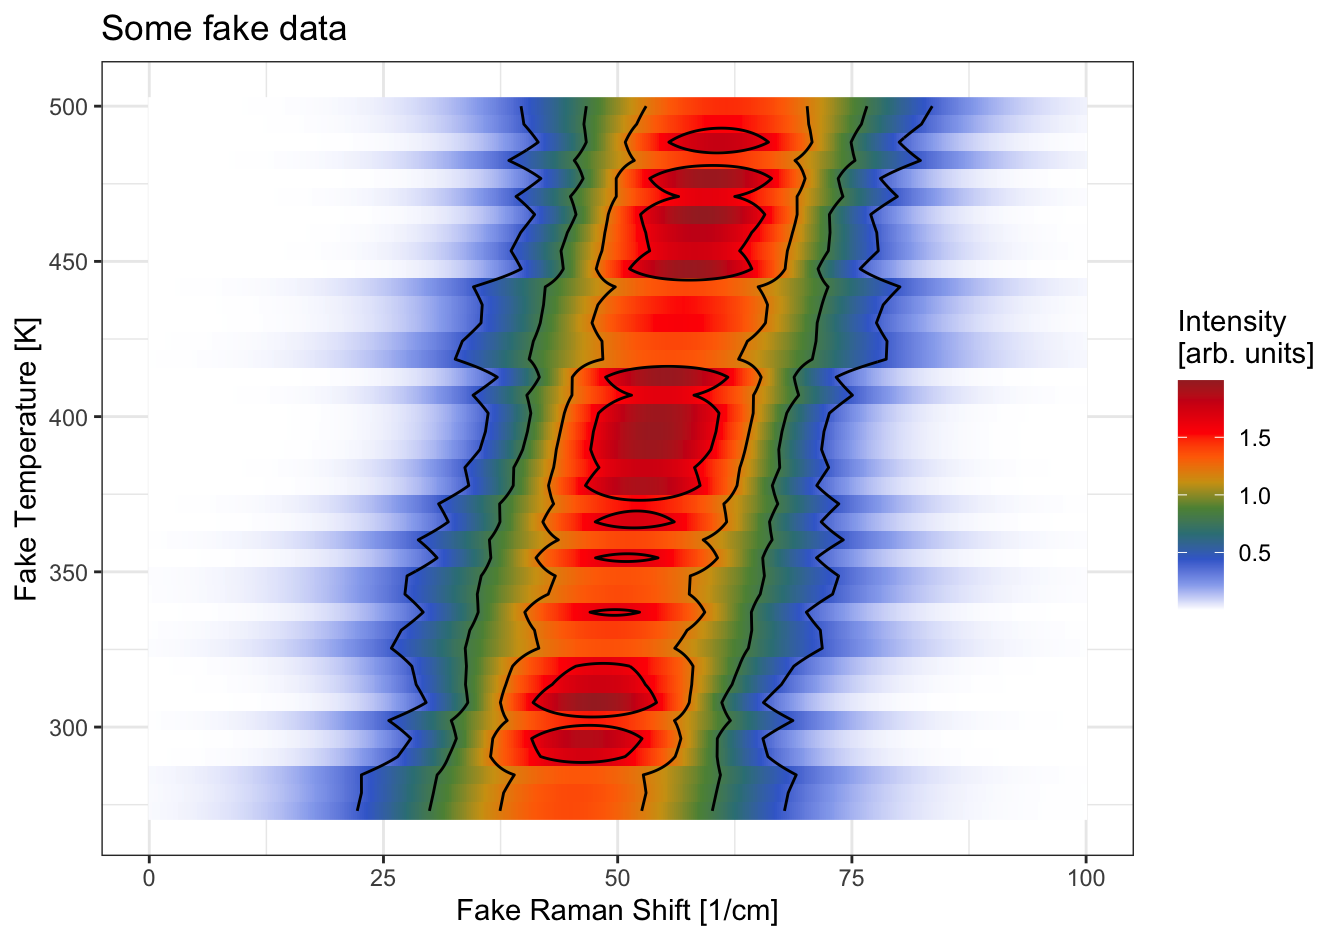 Some fake data
500
450
400
350
300
Fake Temperature [K]
0 25 50 75 100
Fake Raman Shift [1/cm]
Intensity
[arb. units]
1.5
1.0
0.5